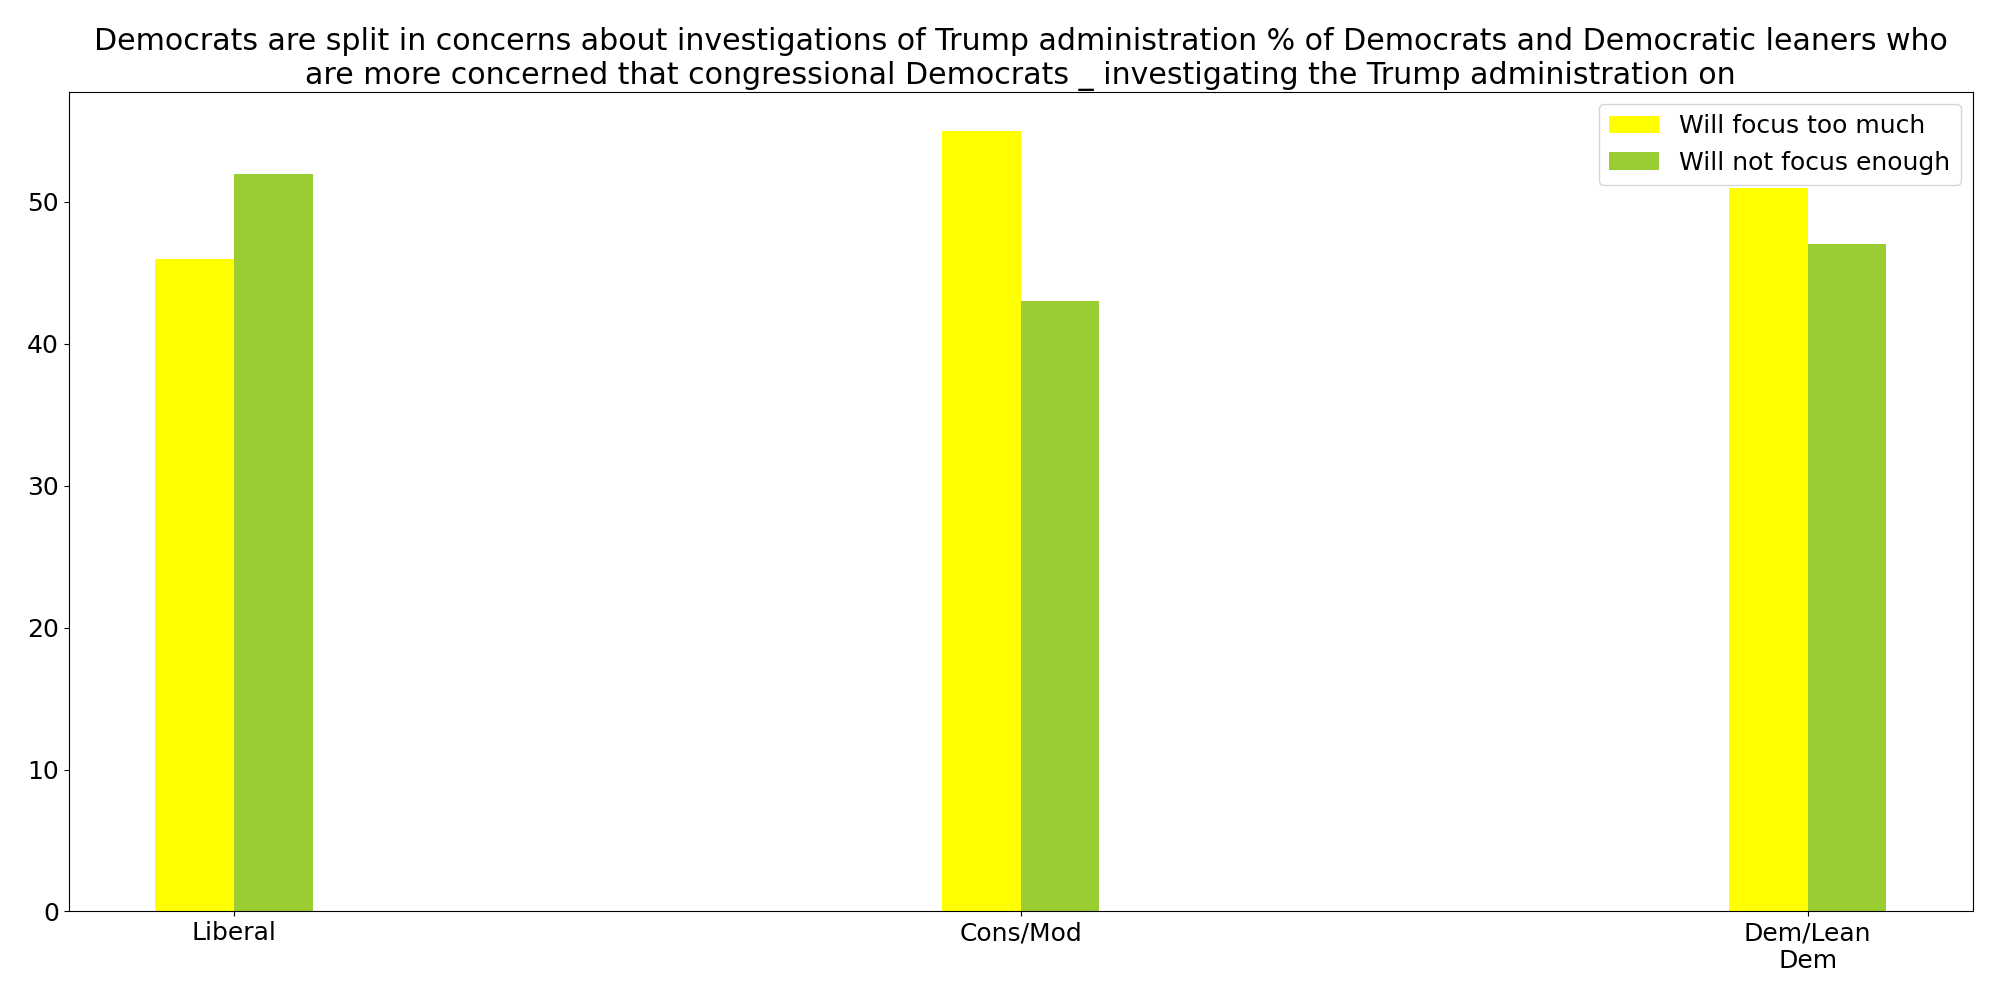 Democrats are split in concerns about investigations of Trump administration % of Democrats and Democratic leaners who
are more concerned that congressional Democrats _ investigating the Trump administration on
Will focus too much
Will not focus enough
50
40
30
20
10
0
Liberal
Cons/Mod
Dem/Lean
Dem